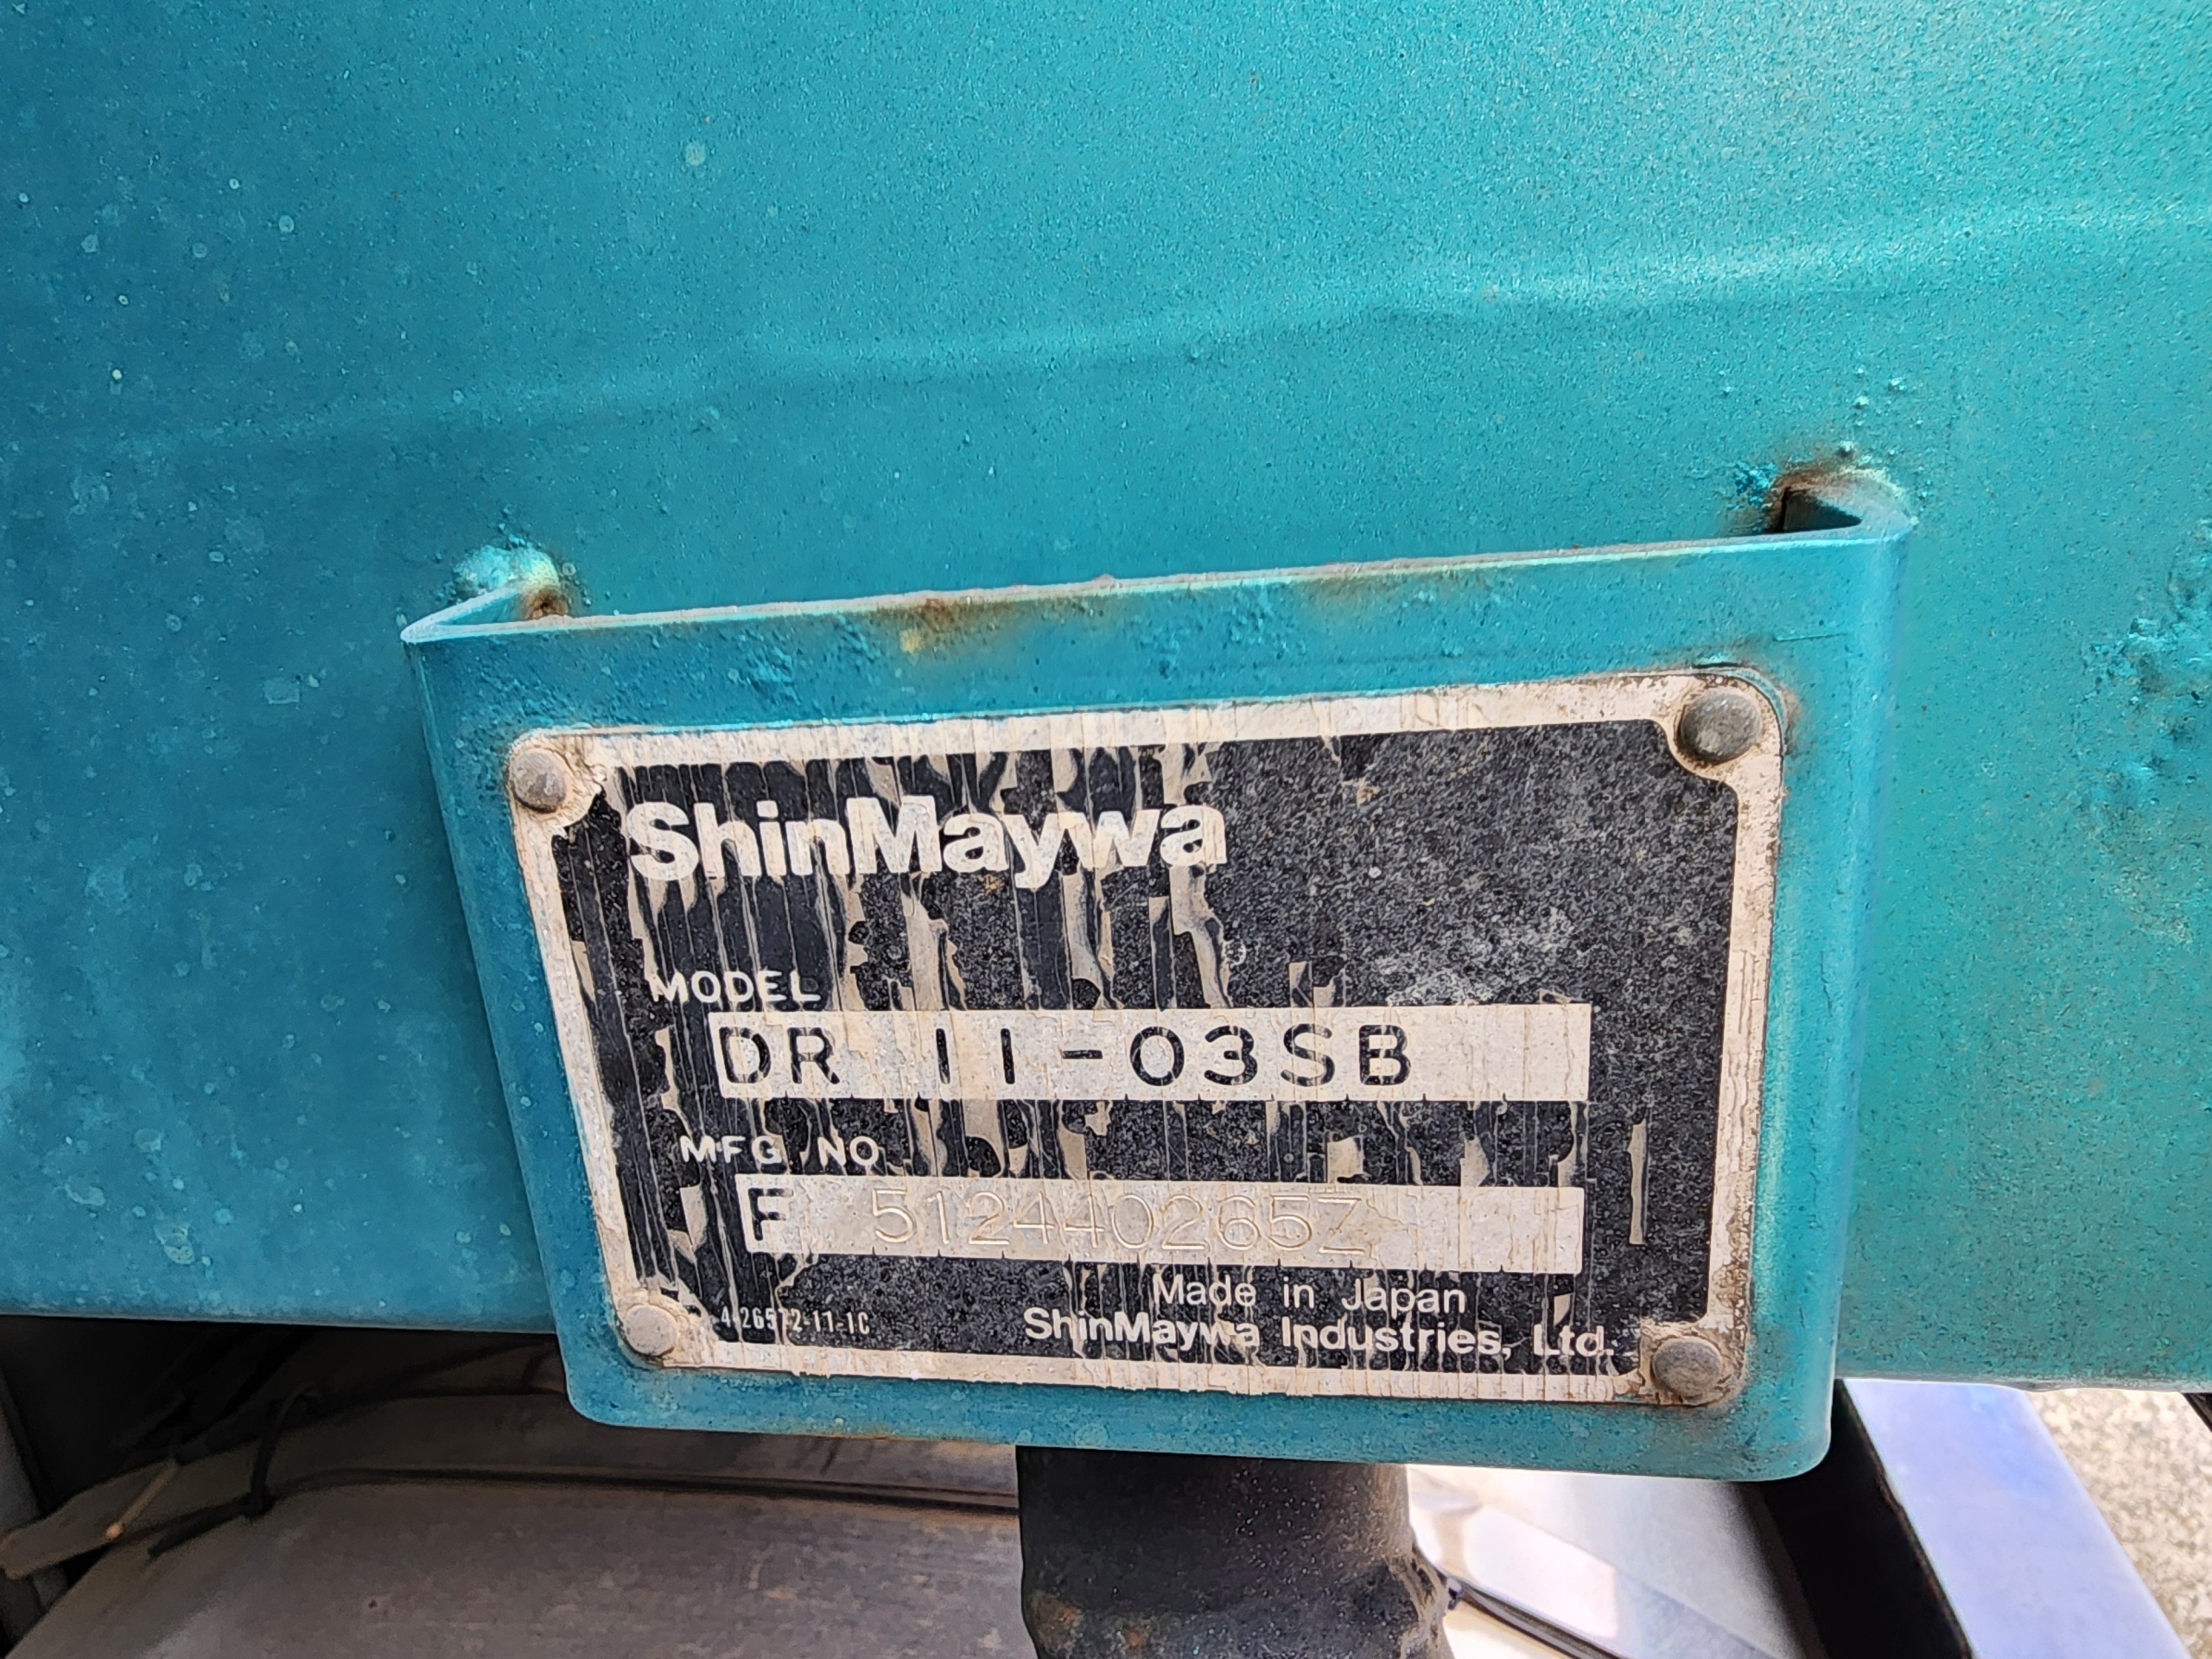 ShinMaywa
MODEL
DR 11-03SB
MFG. NO
F 512440265Z
Made in Japan
4-26572-11-1C
ShinMaywa Industries, Ltd.